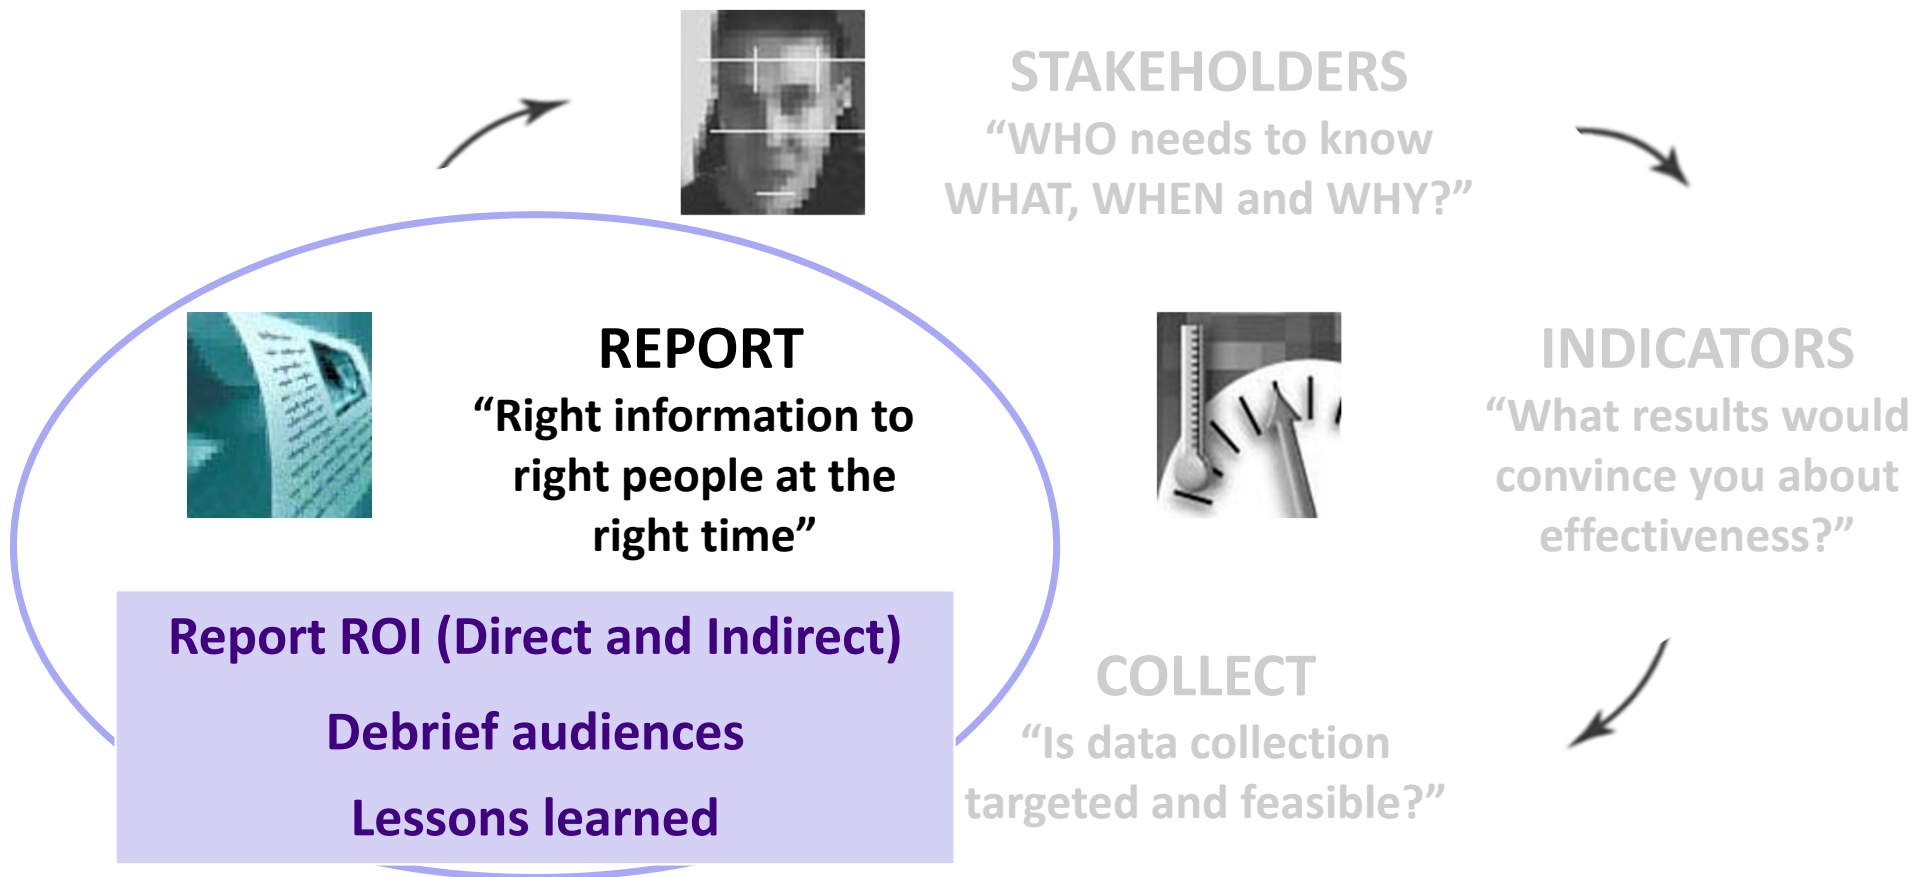 STAKEHOLDERS
“WHO needs to know
WHAT, WHEN and WHY?”
REPORT
“Right information to
right people at the
right time”
INDICATORS
“What results would
convince you about
effectiveness?”
Report ROI (Direct and Indirect)
Debrief audiences
Lessons learned
COLLECT
“Is data collection
targeted and feasible?”